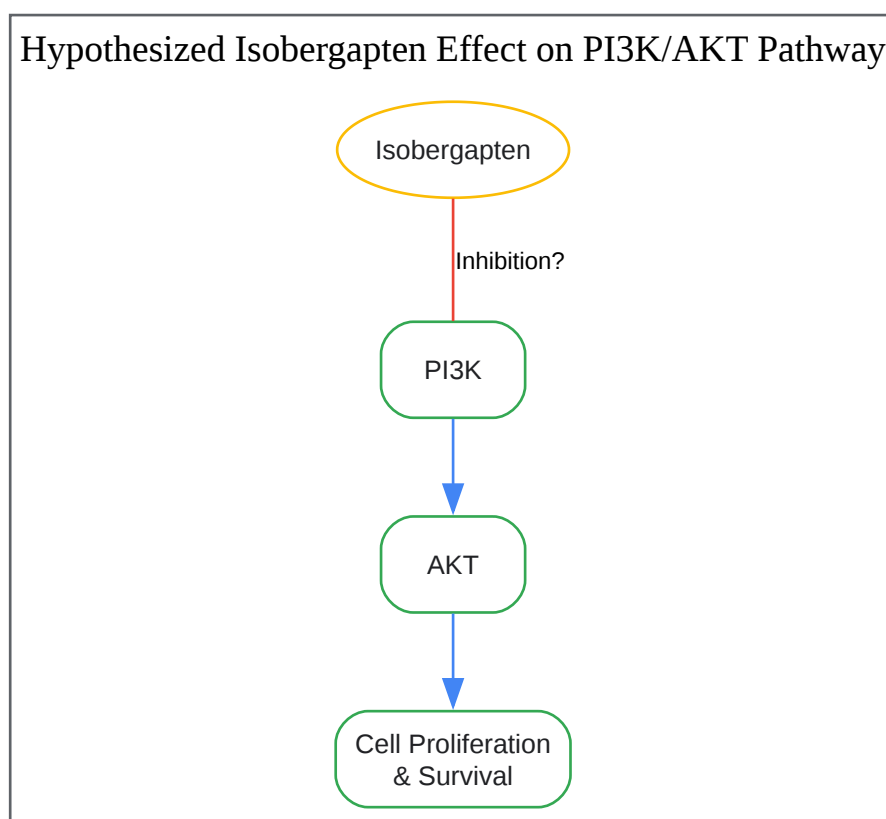 Hypothesized Isobergapten Effect on PI3K/AKT Pathway
Isobergapten
Inhibition?
PI3K
AKT
Cell Proliferation
& Survival